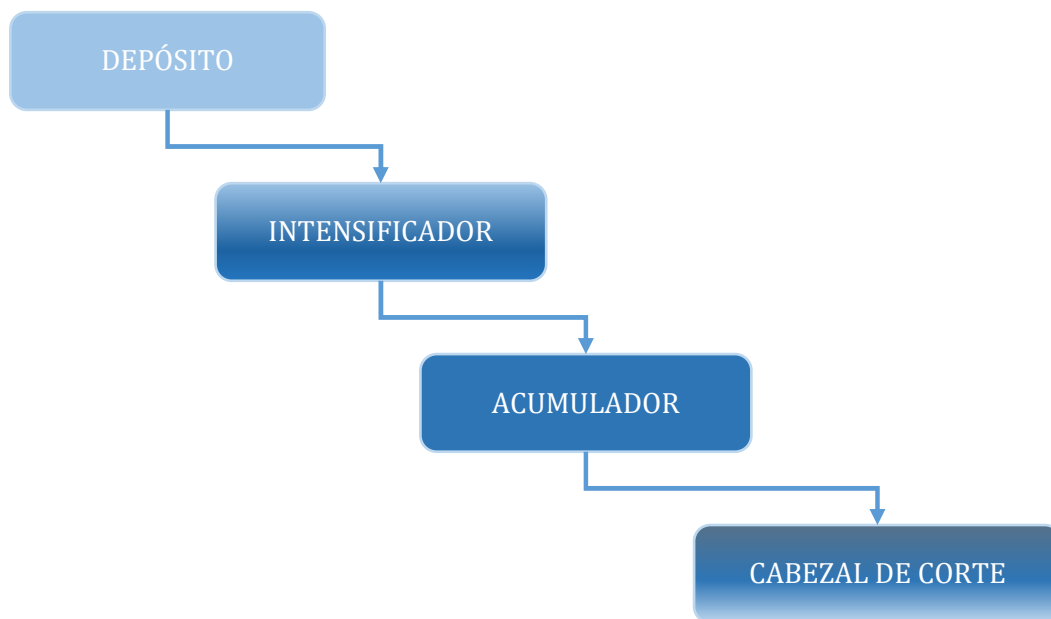 DEPÓSITO
INTENSIFICADOR
ACUMULADOR
CABEZAL DE CORTE